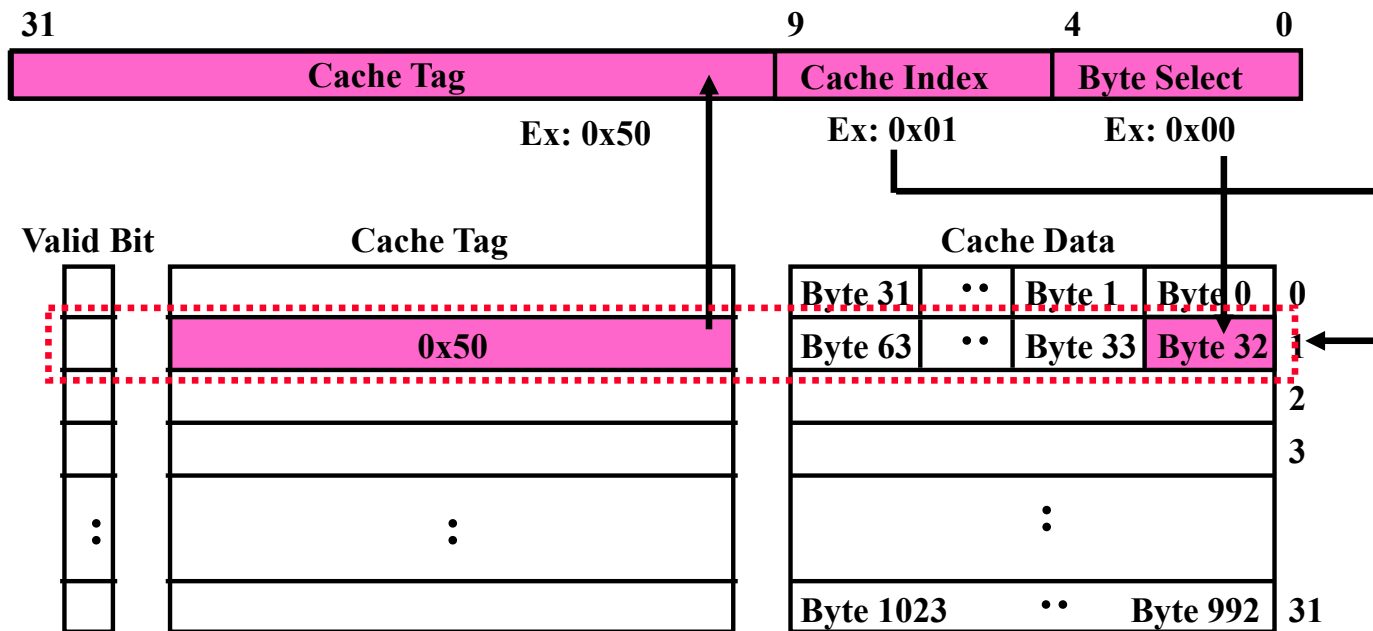 31 9 4 0
Cache Tag Cache Index Byte Select
Ex: 0x50 Ex: 0x01 Ex: 0x00
Valid Bit Cache Tag Cache Data
Byte 31 ·· Byte 1 Byte 0 0
0x50 Byte 63 ·· Byte 33 Byte 32 1
2
3
: : :
Byte 1023 ·· Byte 992 31